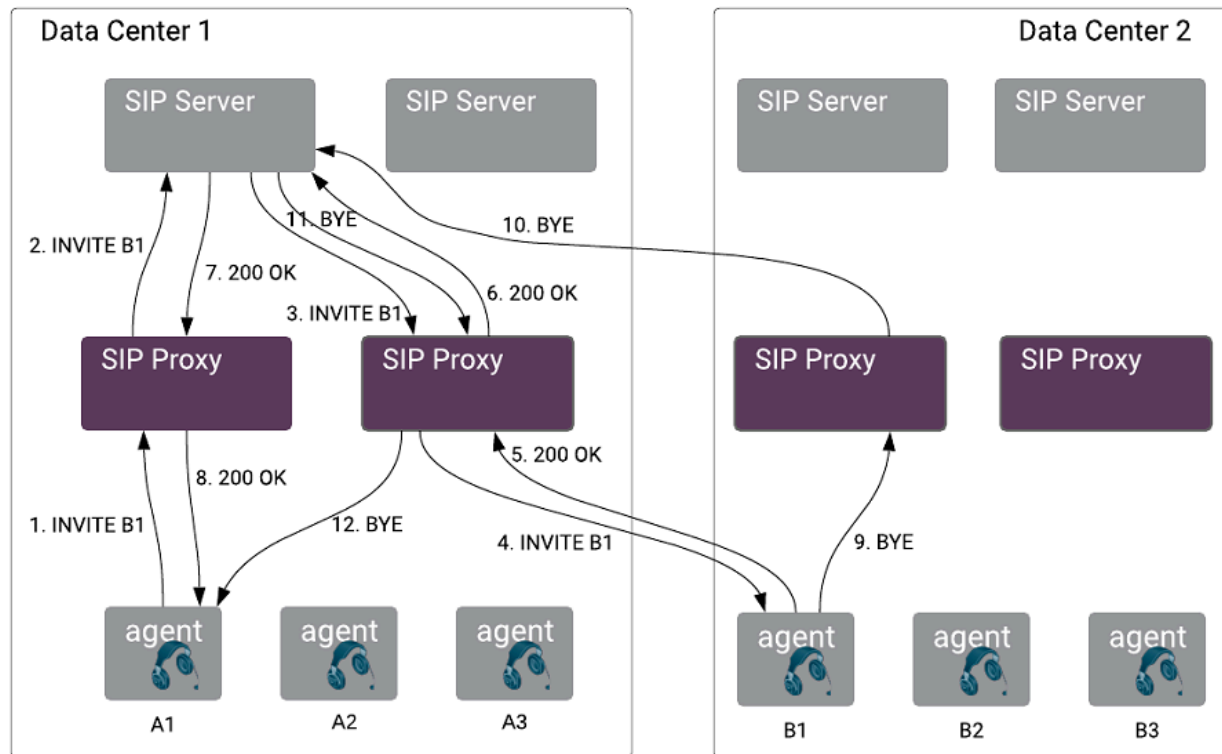 Data Center 1
Data Center 2
SIP Server
SIP Server
SIP Server
SIP Server
2. INVITE B1
7. 200 OK
11. BYE
3. INVITE B1
6. 200 OK
10. BYE
SIP Proxy
SIP Proxy
SIP Proxy
SIP Proxy
1. INVITE B1
8. 200 OK
12. BYE
5. 200 OK
4. INVITE B1
9. BYE
agent
agent
agent
agent
agent
agent
A1
A2
A3
B1
B2
B3